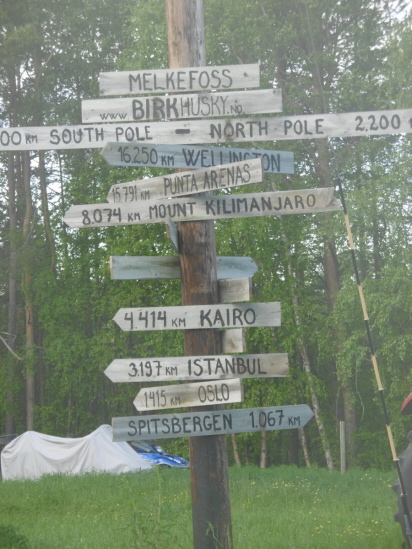 MELKEFOSS
www.BIRKHUSKY.NO
00 KM SOUTH POLE NORTH POLE 2.200
16.250 KM WELLINGTON
15.791 KM PUNTA ARENAS
8.074 KM MOUNT KILIMANJARO
4.414 KM KAIRO
3.197 KM ISTANBUL
1415 KM OSLO
SPITSBERGEN 1.067 KM